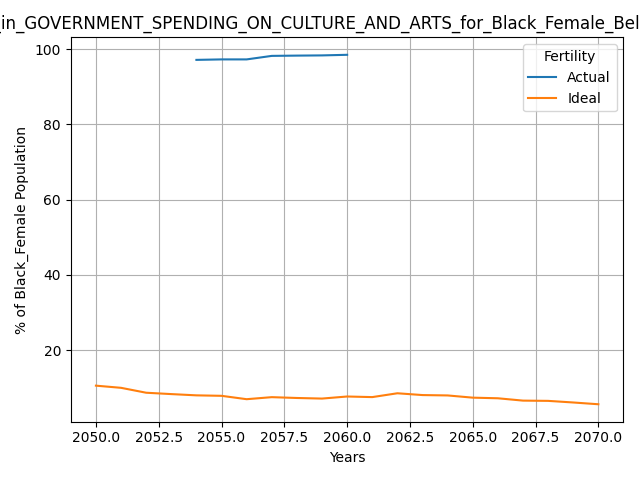 _in_GOVERNMENT_SPENDING_ON_CULTURE_AND_ARTS_for_Black_Female_Bel
Fertility
Actual
Ideal
% of Black_Female Population
100
80
60
40
20
2050.0 2052.5 2055.0 2057.5 2060.0 2062.5 2065.0 2067.5 2070.0
Years